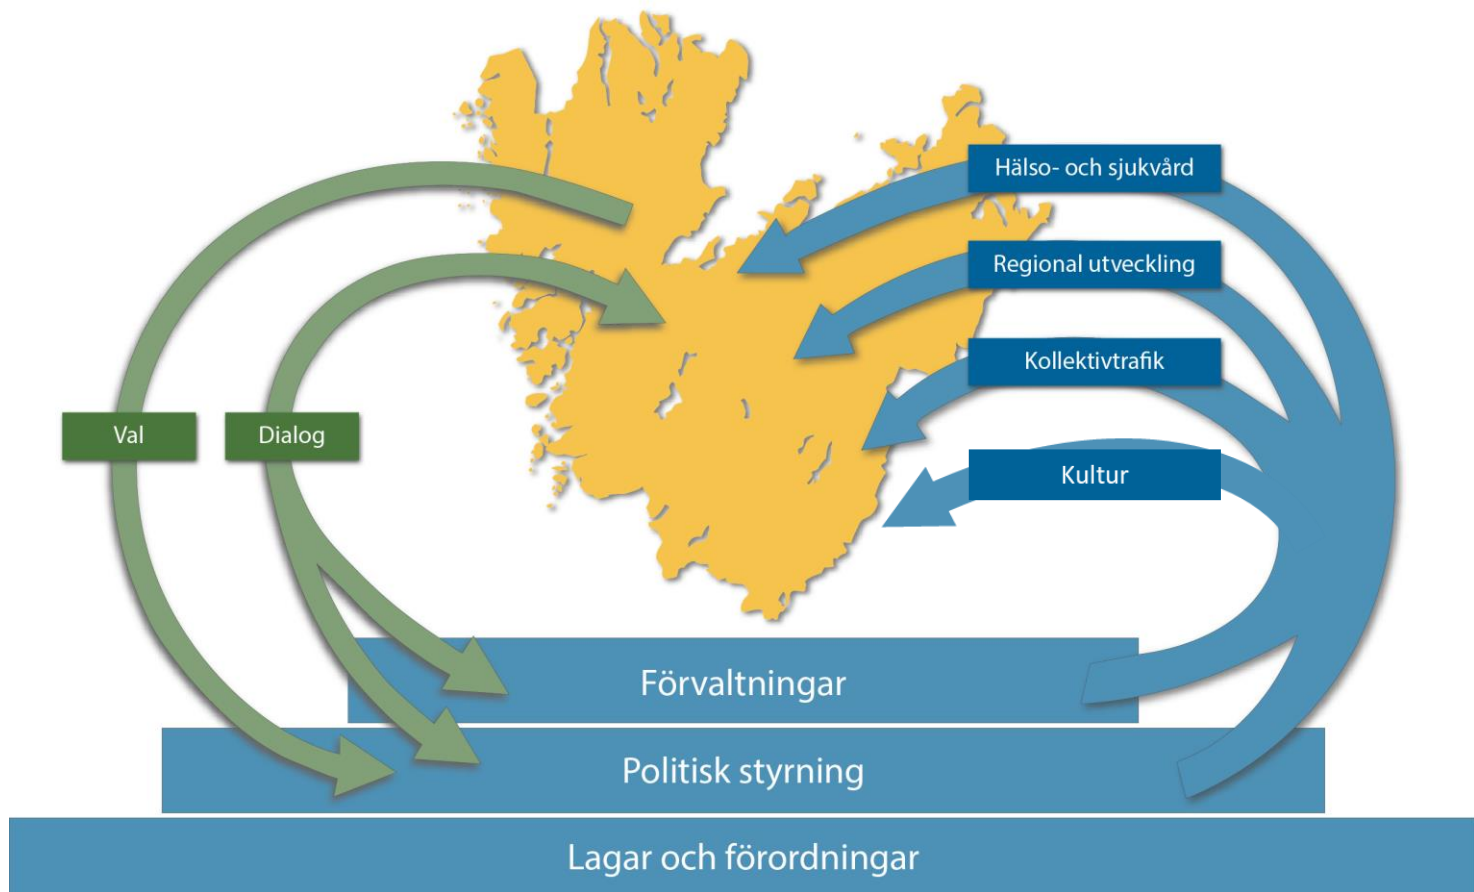 Hälso- och sjukvård
Regional utveckling
Kollektivtrafik
Val
Dialog
Kultur
Förvaltningar
Politisk styrning
Lagar och förordningar